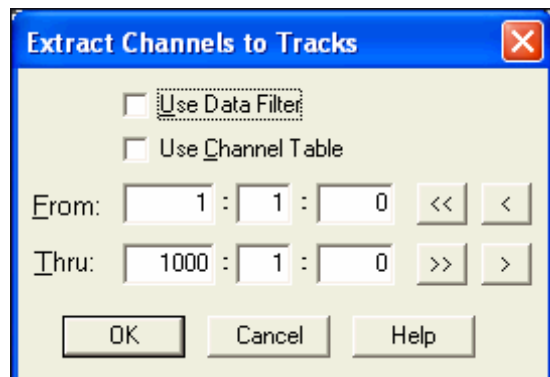 Extract Channels to Tracks
Use Data Filter
Use Channel Table
From: 1 : 1 : 0 << <
Thru: 1000 : 1 : 0 >> >
OK Cancel Help